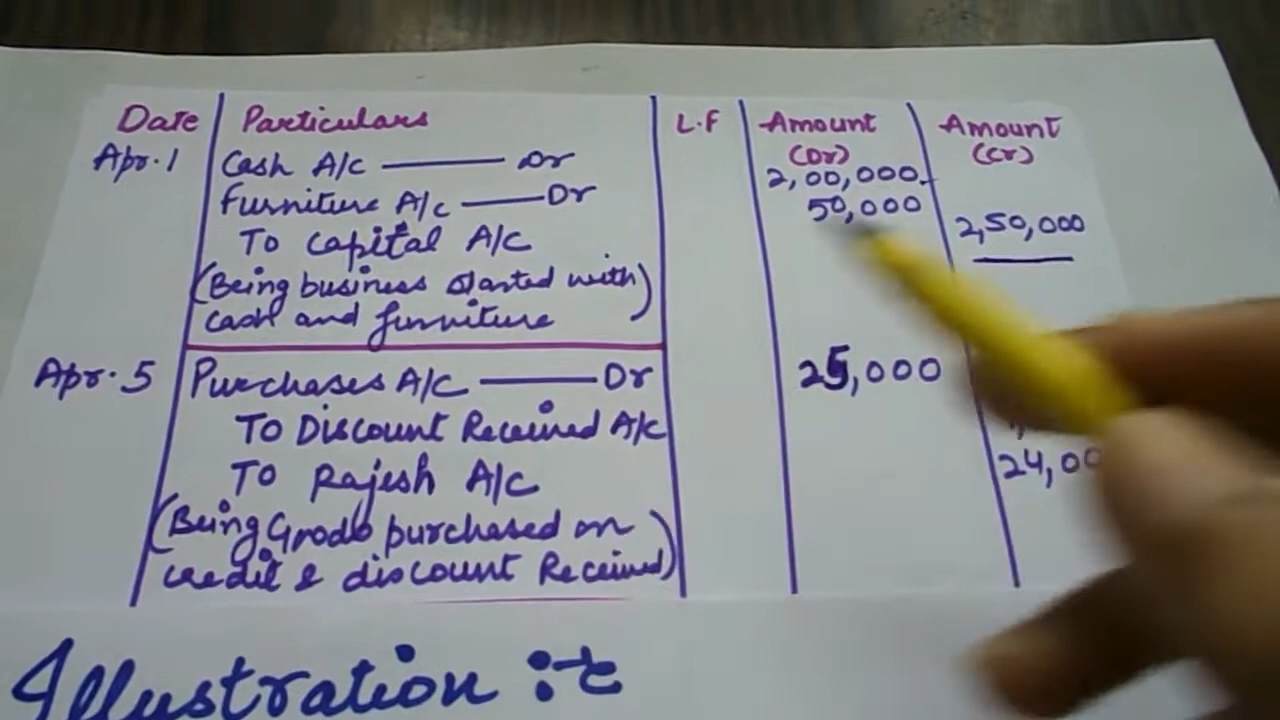 Date Particulars L.F Amount (Dr) Amount (Cr)
Apr. 1 Cash A/c Dr 2,00,000
Furniture A/c Dr 50,000
To Capital A/c 2,50,000
(Being business started with
cash and furniture)
Apr. 5 Purchases A/c Dr 25,000
To Discount Received A/c
To Rajesh A/c 24,00
(Being Goods purchased on
credit & discount Received)
Illustration :-